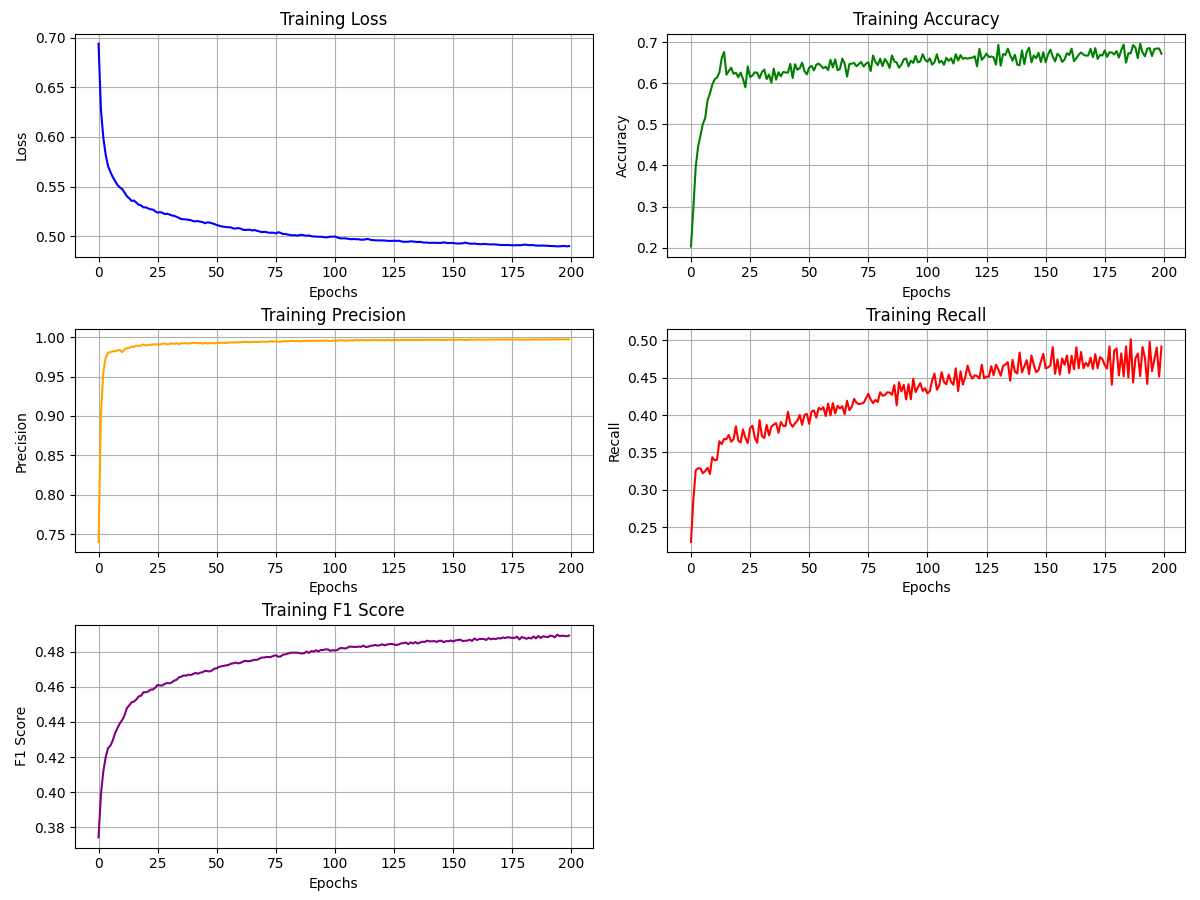 Training Loss
Loss
0.70
0.65
0.60
0.55
0.50
0 25 50 75 100 125 150 175 200
Epochs
Training Accuracy
Accuracy
0.7
0.6
0.5
0.4
0.3
0.2
0 25 50 75 100 125 150 175 200
Epochs
Training Precision
Precision
1.00
0.95
0.90
0.85
0.80
0.75
0 25 50 75 100 125 150 175 200
Epochs
Training Recall
Recall
0.50
0.45
0.40
0.35
0.30
0.25
0 25 50 75 100 125 150 175 200
Epochs
Training F1 Score
F1 Score
0.48
0.46
0.44
0.42
0.40
0.38
0 25 50 75 100 125 150 175 200
Epochs